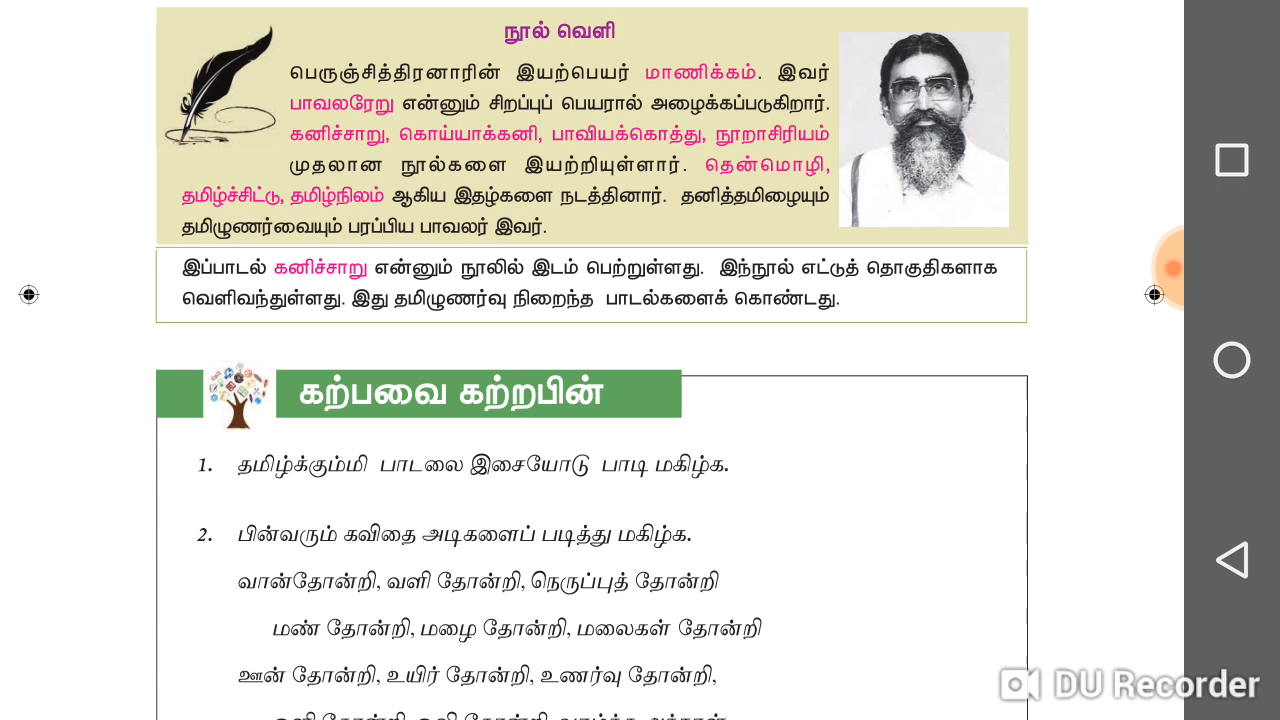 நூல் வெளி
பெருஞ்சித்திரனாரின் இயற்பெயர் மாணிக்கம். இவர்
பாவலரேறு என்னும் சிறப்புப் பெயரால் அழைக்கப்படுகிறார்.
கனிச்சாறு, கொய்யாக்கனி, பாவியக்கொத்து, நூறாசிரியம்
முதலான நூல்களை இயற்றியுள்ளார். தென்மொழி,
தமிழ்ச்சிட்டு, தமிழ்நிலம் ஆகிய இதழ்களை நடத்தினார். தனித்தமிழையும்
தமிழுணர்வையும் பரப்பிய பாவலர் இவர்.
இப்பாடல் கனிச்சாறு என்னும் நூலில் இடம் பெற்றுள்ளது. இந்நூல் எட்டுத் தொகுதிகளாக
வெளிவந்துள்ளது. இது தமிழுணர்வு நிறைந்த பாடல்களைக் கொண்டது.
கற்பவை கற்றபின்
1. தமிழ்க்கும்மி பாடலை இசையோடு பாடி மகிழ்க.
2. பின்வரும் கவிதை அடிகளைப் படித்து மகிழ்க.
வான்தோன்றி, வளி தோன்றி, நெருப்புத் தோன்றி
மண் தோன்றி, மழை தோன்றி, மலைகள் தோன்றி
ஊன் தோன்றி, உயிர் தோன்றி, உணர்வு தோன்றி,
DU Recorder